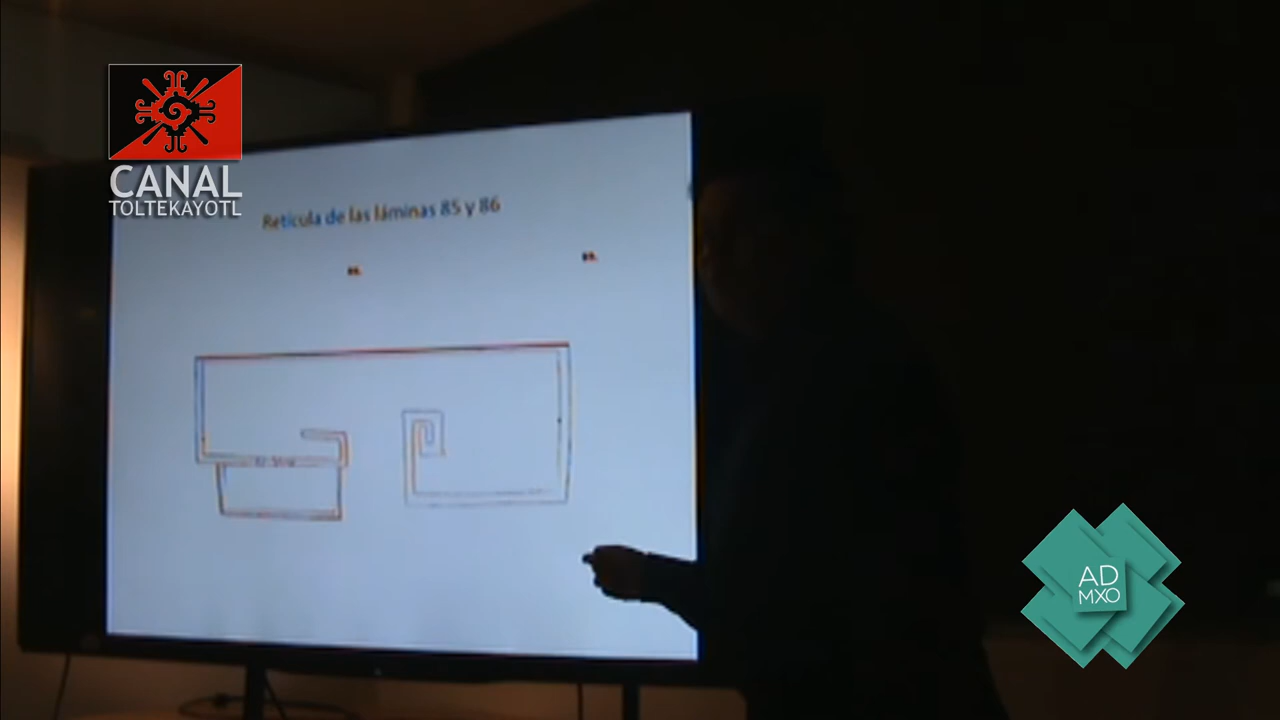 CANAL
TOLTEKAYOTL
Retícula de las láminas 85 y 86
AD
MXO